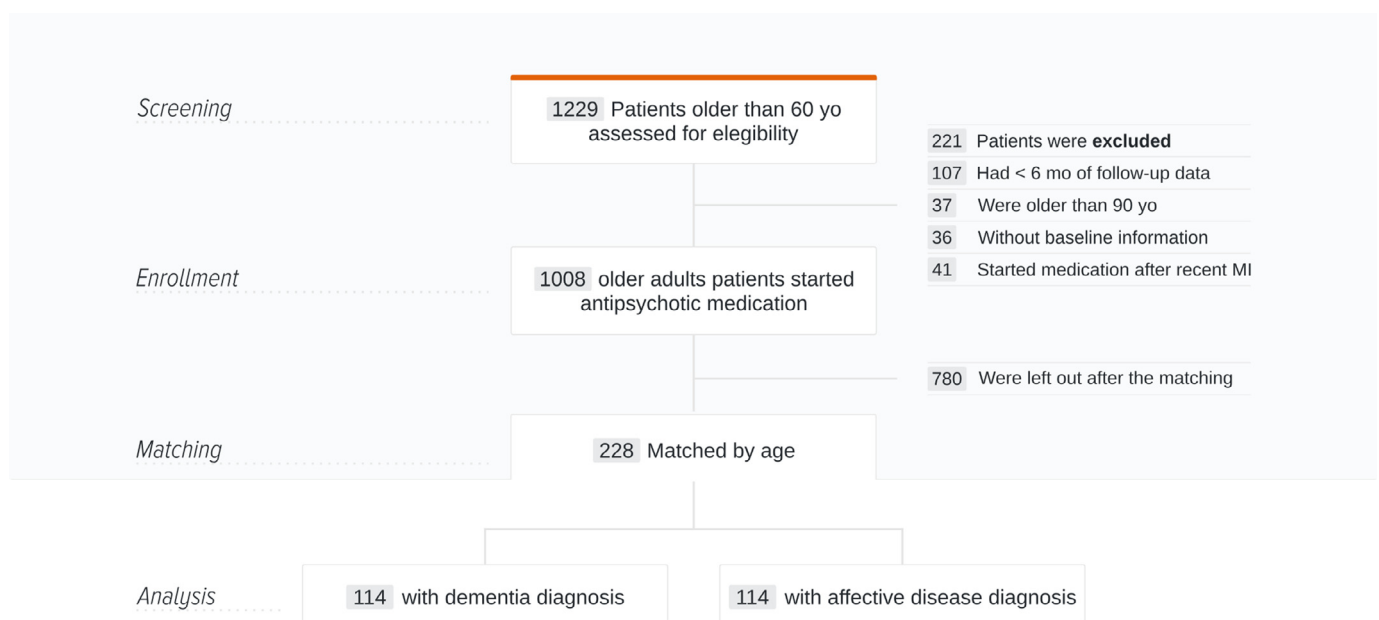 Screening
1229 Patients older than 60 yo
assessed for elegibility
221 Patients were excluded
107 Had < 6 mo of follow-up data
37 Were older than 90 yo
36 Without baseline information
41 Started medication after recent MI
Enrollment
1008 older adults patients started
antipsychotic medication
780 Were left out after the matching
Matching
228 Matched by age
Analysis
114 with dementia diagnosis
114 with affective disease diagnosis